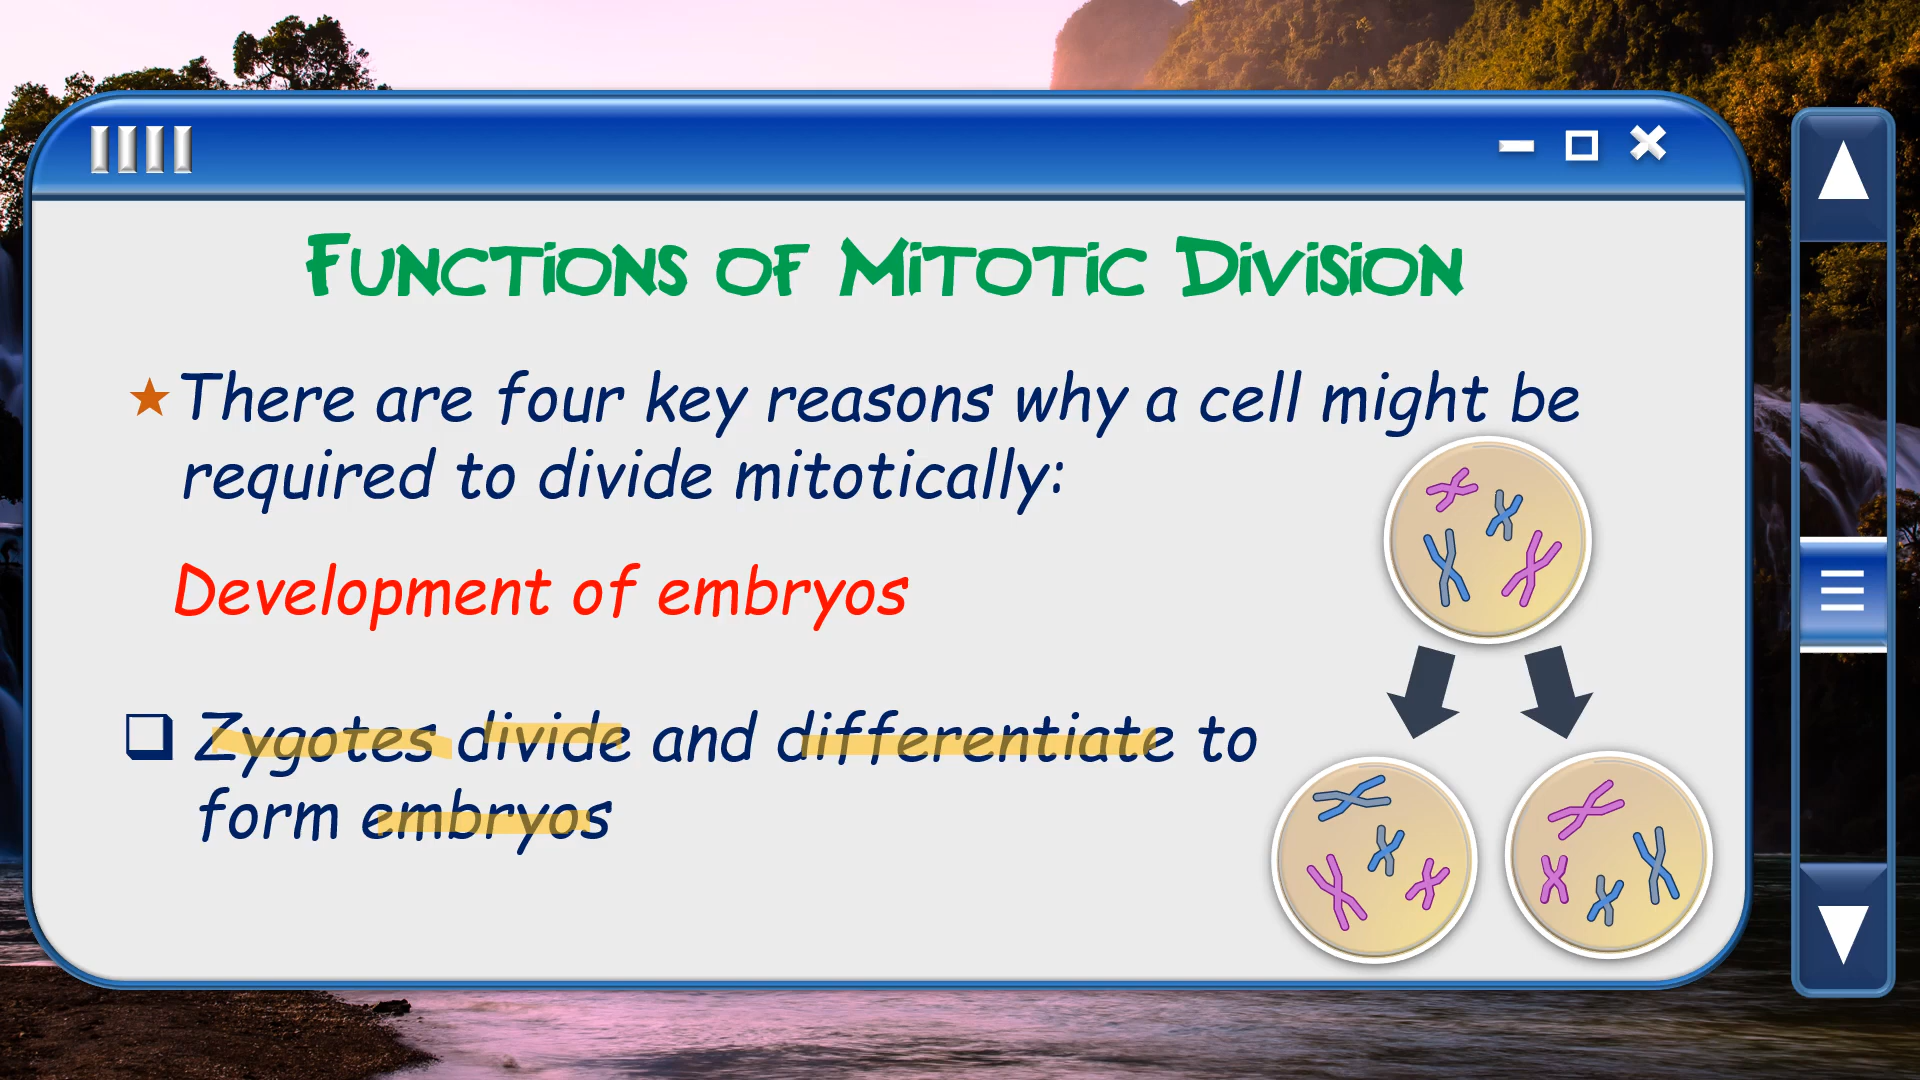 Functions of Mitotic Division
There are four key reasons why a cell might be
required to divide mitotically:
Development of embryos
Zygotes divide and differentiate to
form embryos